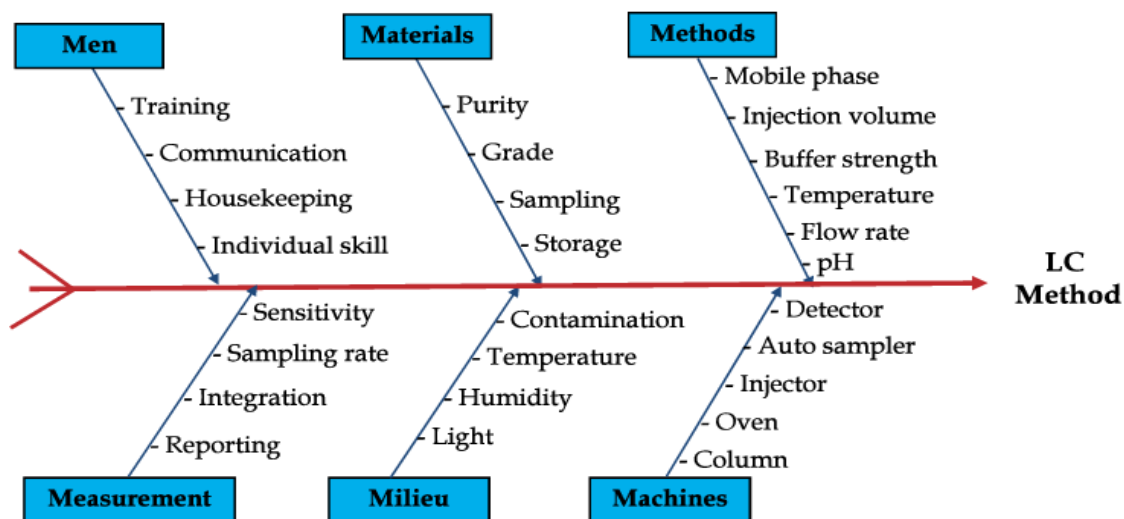 Men
- Training
- Communication
- Housekeeping
- Individual skill
Materials
- Purity
- Grade
- Sampling
- Storage
Methods
- Mobile phase
- Injection volume
- Buffer strength
- Temperature
- Flow rate
- pH
LC
Method
- Sensitivity
- Sampling rate
- Integration
- Reporting
Measurement
- Contamination
- Temperature
- Humidity
- Light
Milieu
- Detector
- Auto sampler
- Injector
- Oven
- Column
Machines